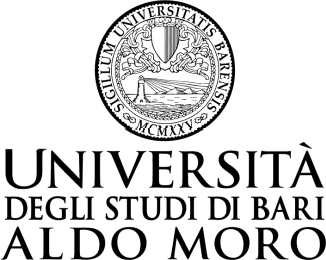 SIGILLUM UNIVERSITATIS BARENSIS
MCMXXV
UNIVERSITÀ
DEGLI STUDI DI BARI
ALDO MORO